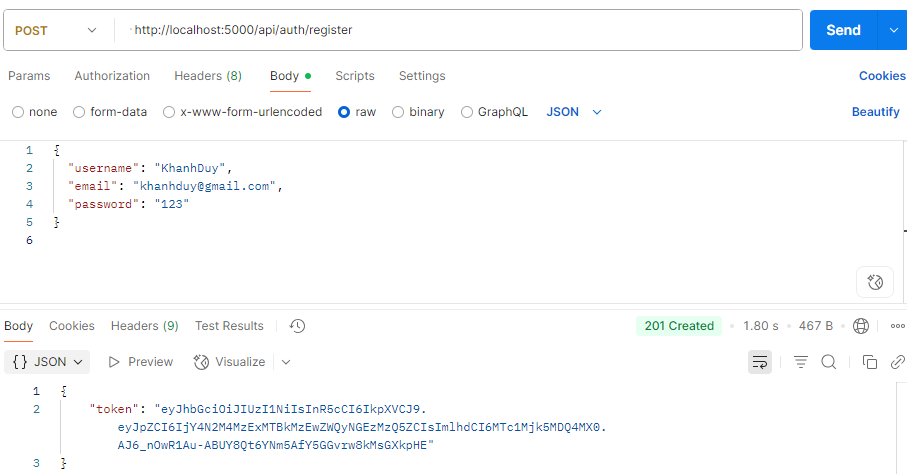 POST http://localhost:5000/api/auth/register Send
Params Authorization Headers (8) Body Scripts Settings Cookies
none form-data x-www-form-urlencoded raw binary GraphQL JSON Beautify
1 {
2 "username": "KhanhDuy",
3 "email": "khanhduy@gmail.com",
4 "password": "123"
5 }
6
Body Cookies Headers (9) Test Results 201 Created • 1.80 s • 467 B
{} JSON Preview Visualize
1 {
2 "token": "eyJhbGciOiJIUzI1NiIsInR5cCI6IkpXVCJ9.
eyJpZCI6IjY4N2M4MzExMTBkMzEwZWQyNGEzMzQ5ZCIsImlhdCI6MTc1Mjk5MDQ4MX0.
AJ6_nOwR1Au-ABUY8Qt6YNm5AfY5GGvrw8kMsGXkpHE"
3 }